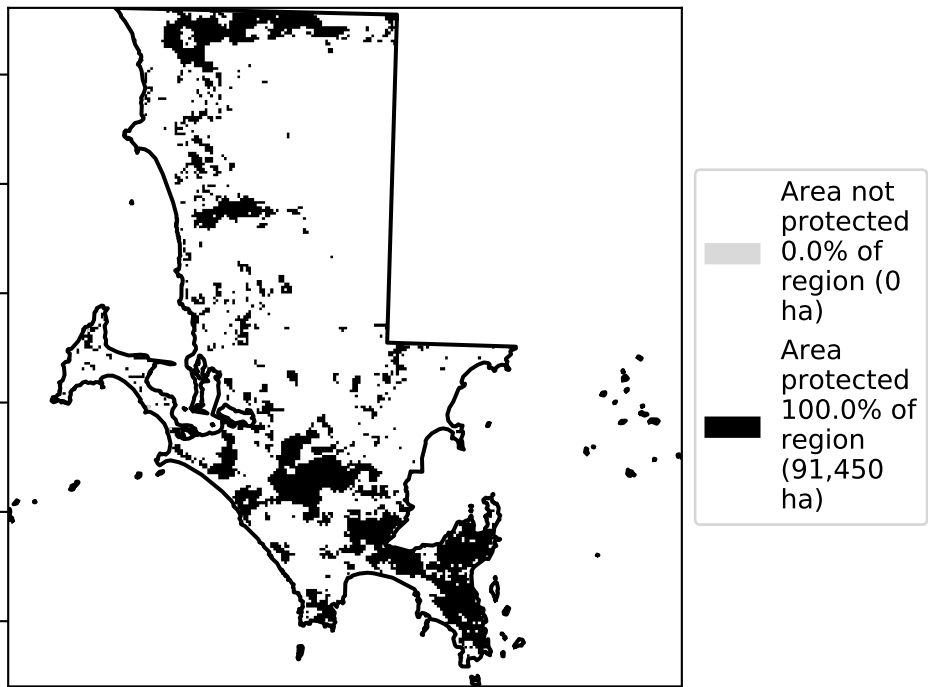 Area not
protected
0.0% of
region (0
ha)
Area
protected
100.0% of
region
(91,450
ha)